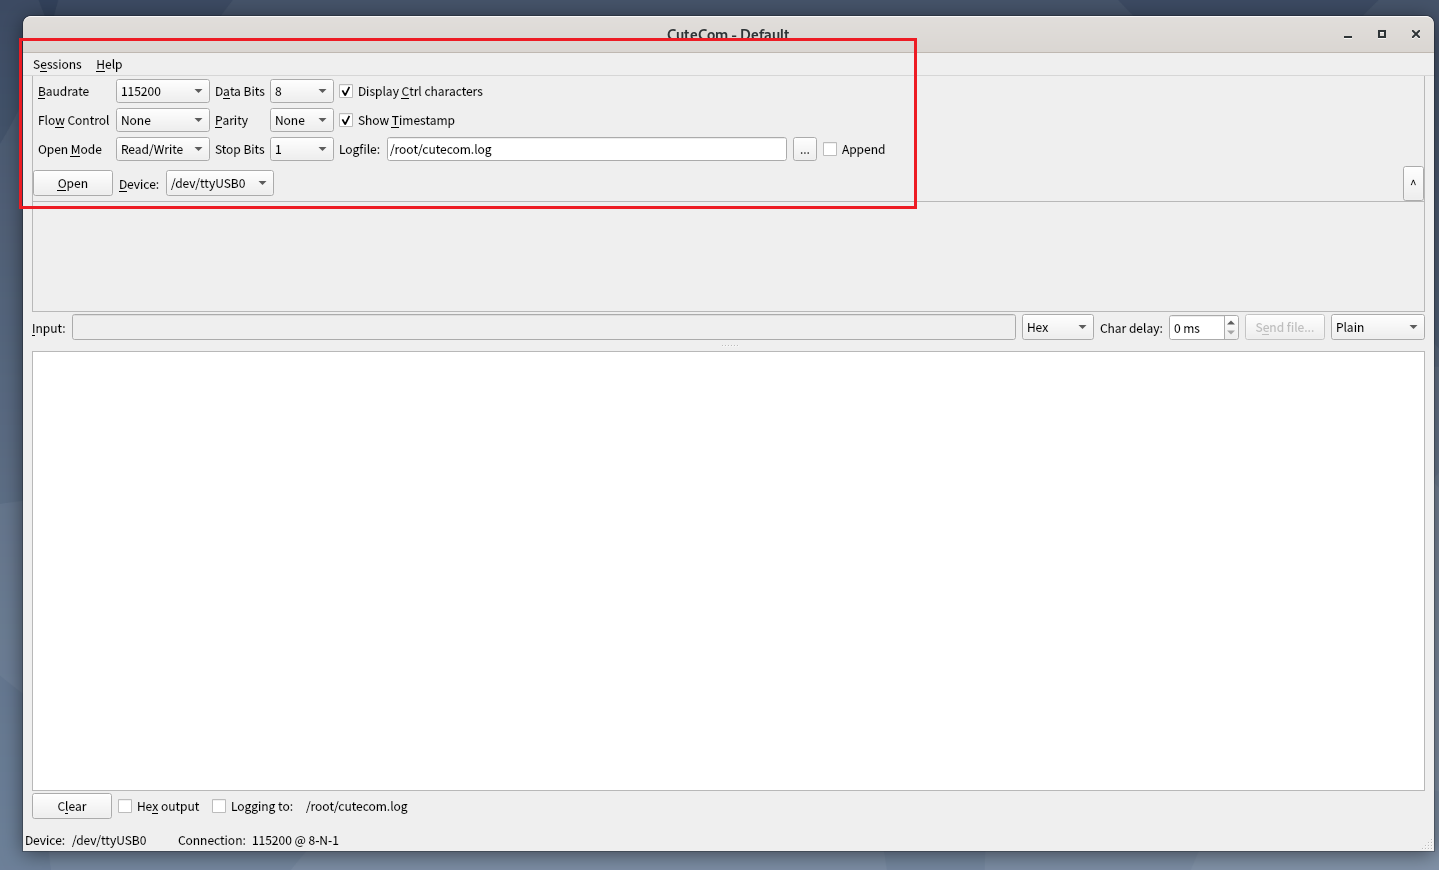 CuteCom - Default
Sessions Help
Baudrate 115200 Data Bits 8 Display Ctrl characters
Flow Control None Parity None Show Timestamp
Open Mode Read/Write Stop Bits 1 Logfile: /root/cutecom.log ... Append
Open Device: /dev/ttyUSB0 ^
Input: Hex Char delay: 0 ms Send file... Plain
Clear Hex output Logging to: /root/cutecom.log
Device: /dev/ttyUSB0 Connection: 115200 @ 8-N-1